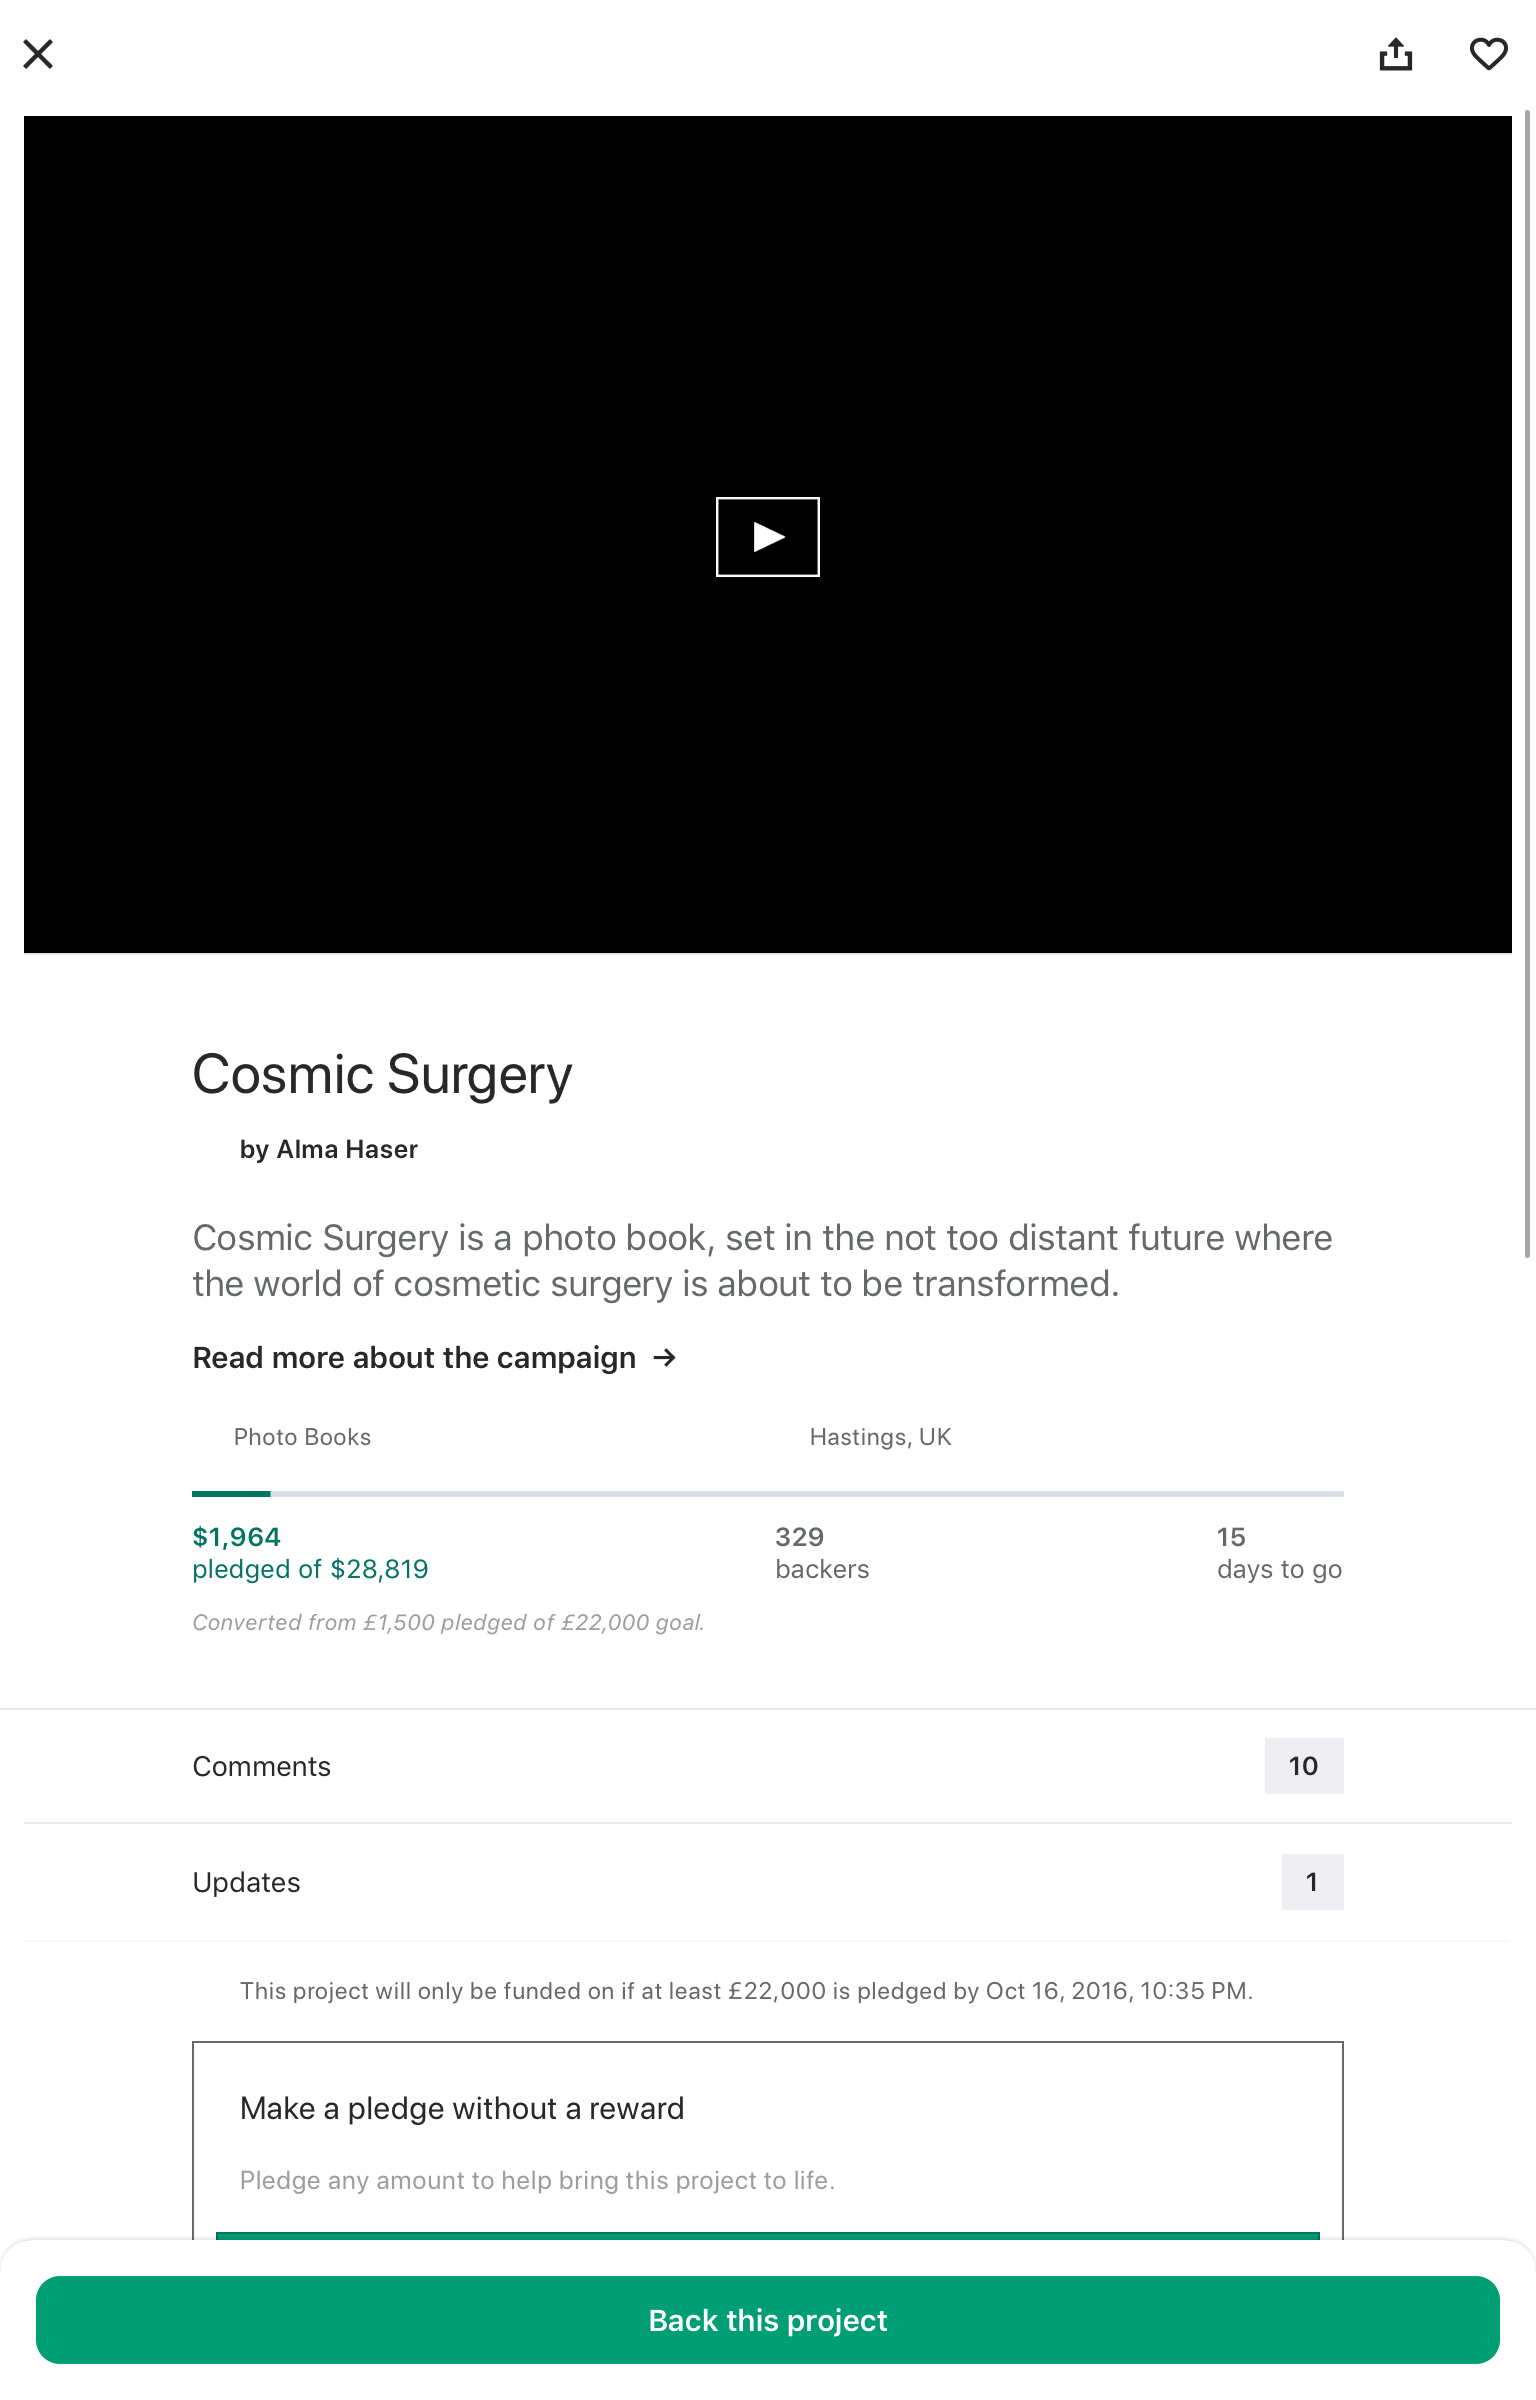 Cosmic Surgery
by Alma Haser
Cosmic Surgery is a photo book, set in the not too distant future where
the world of cosmetic surgery is about to be transformed.
Read more about the campaign →
Photo Books
Hastings, UK
$1,964
pledged of $28,819
329
backers
15
days to go
Converted from £1,500 pledged of £22,000 goal.
Comments
10
Updates
1
This project will only be funded on if at least £22,000 is pledged by Oct 16, 2016, 10:35 PM.
Make a pledge without a reward
Pledge any amount to help bring this project to life.
Back this project